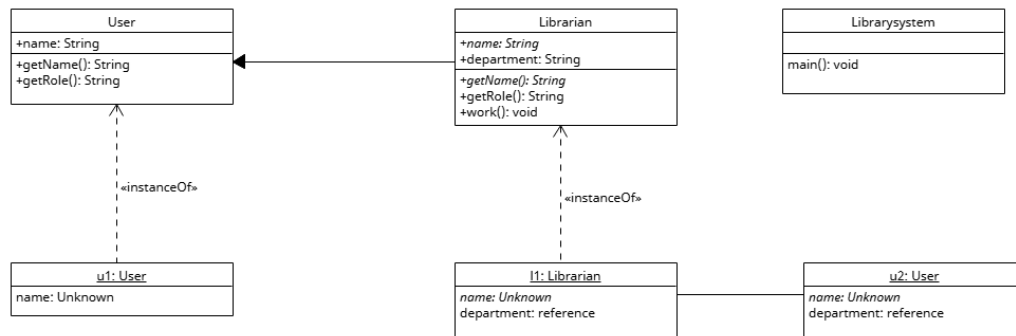 User
+name: String
+getName(): String
+getRole(): String
Librarian
+name: String
+department: String
+getName(): String
+getRole(): String
+work(): void
Librarysystem
main(): void
«instanceOf»
«instanceOf»
u1: User
name: Unknown
l1: Librarian
name: Unknown
department: reference
u2: User
name: Unknown
department: reference